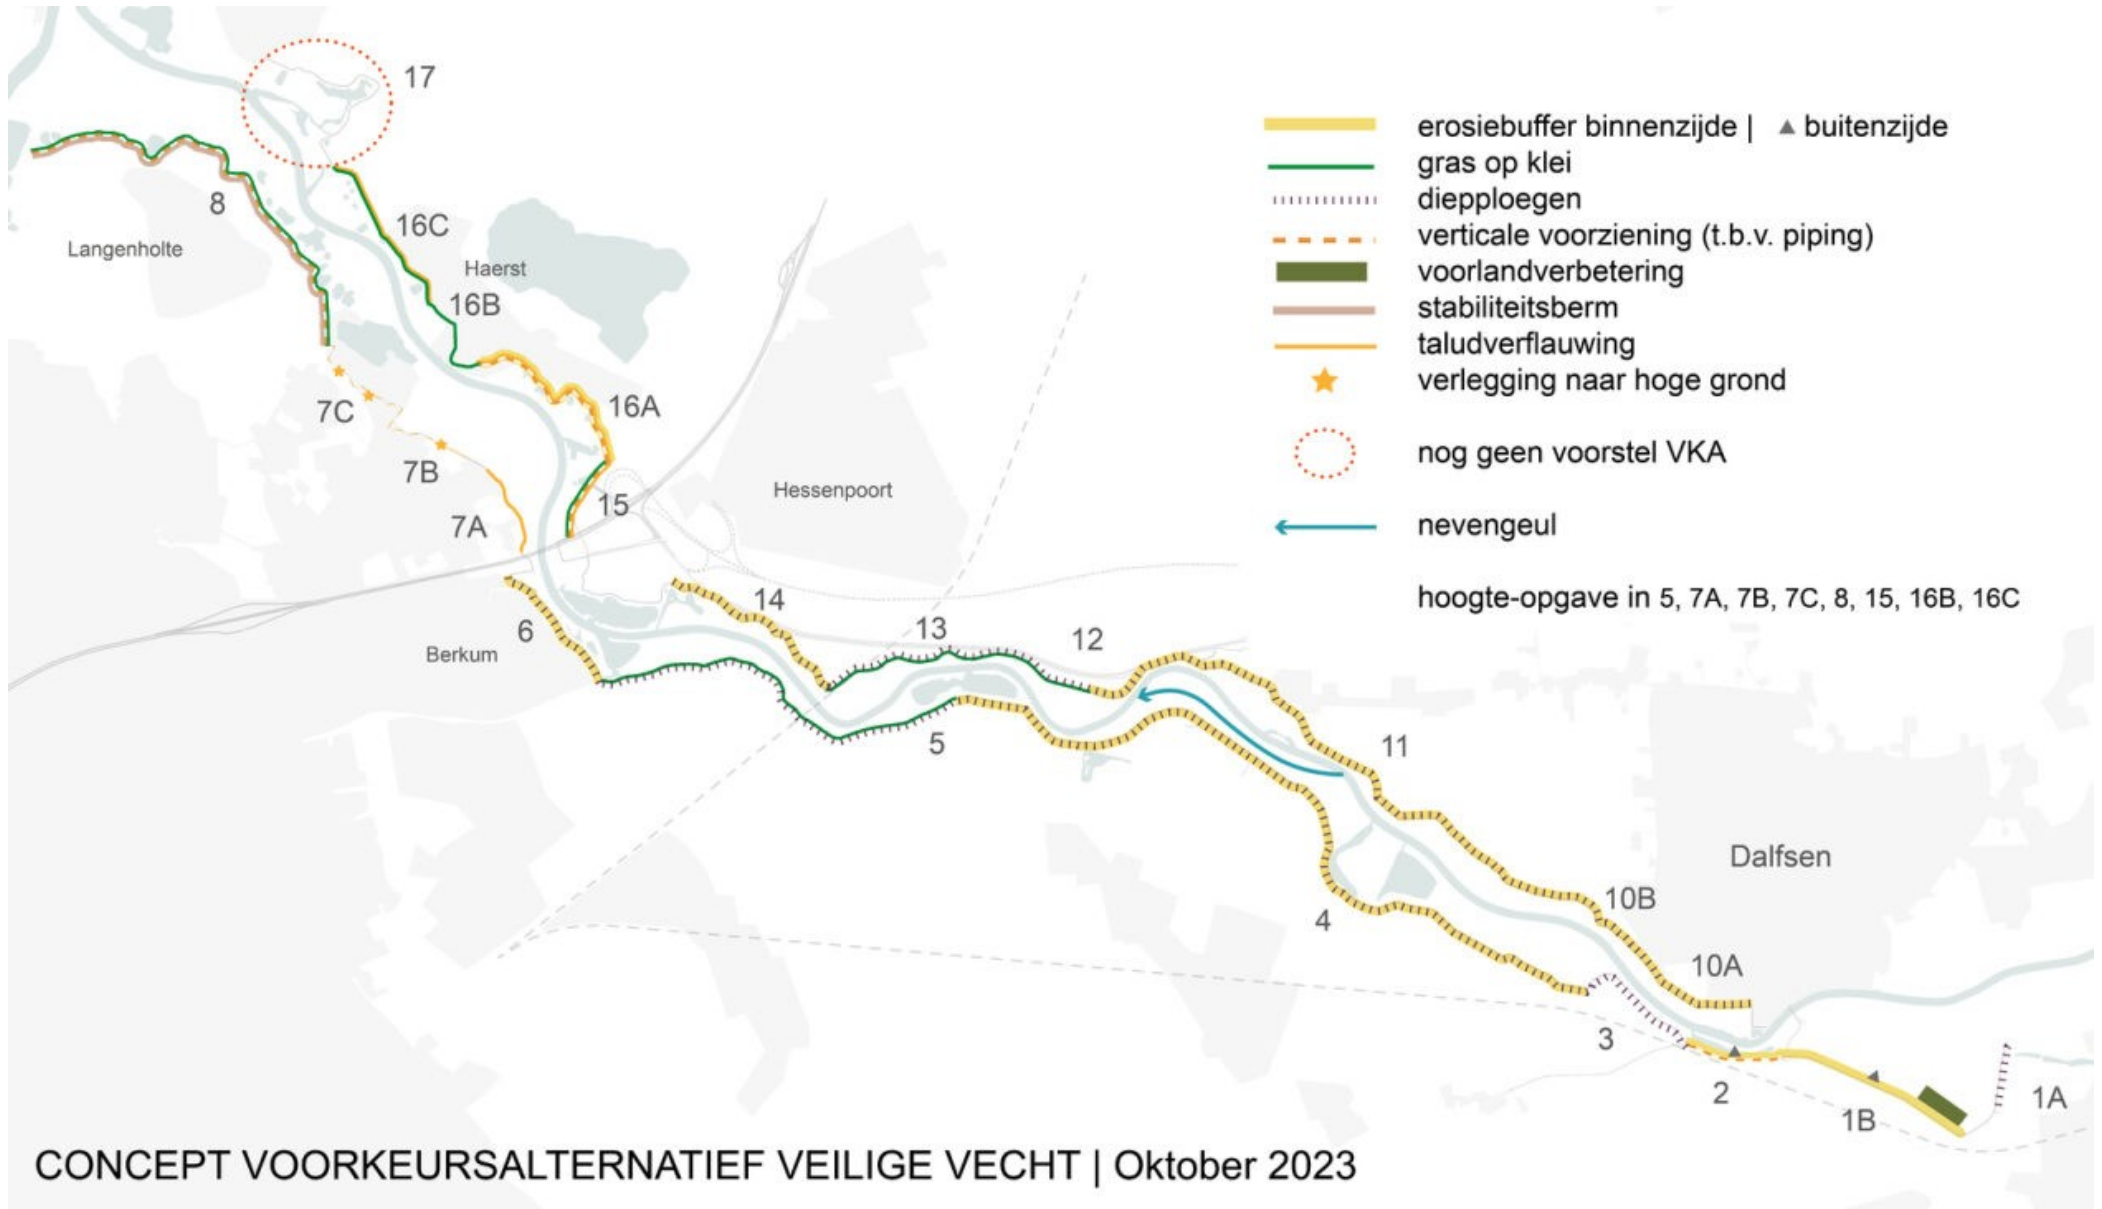 17
8
16C
Langenholte
Haerst
16B
7C
16A
7B
15
Hessenpoort
7A
14
6
13
12
Berkum
5
11
Dalfsen
4
10B
10A
3
2
1B
1A
erosiebuffer binnenzijde | ▲ buitenzijde
gras op klei
diepploegen
verticale voorziening (t.b.v. piping)
voorlandverbetering
stabiliteitsberm
taludverflauwing
verlegging naar hoge grond
nog geen voorstel VKA
nevengeul
hoogte-opgave in 5, 7A, 7B, 7C, 8, 15, 16B, 16C
CONCEPT VOORKEURSALTERNATIEF VEILIGE VECHT | Oktober 2023